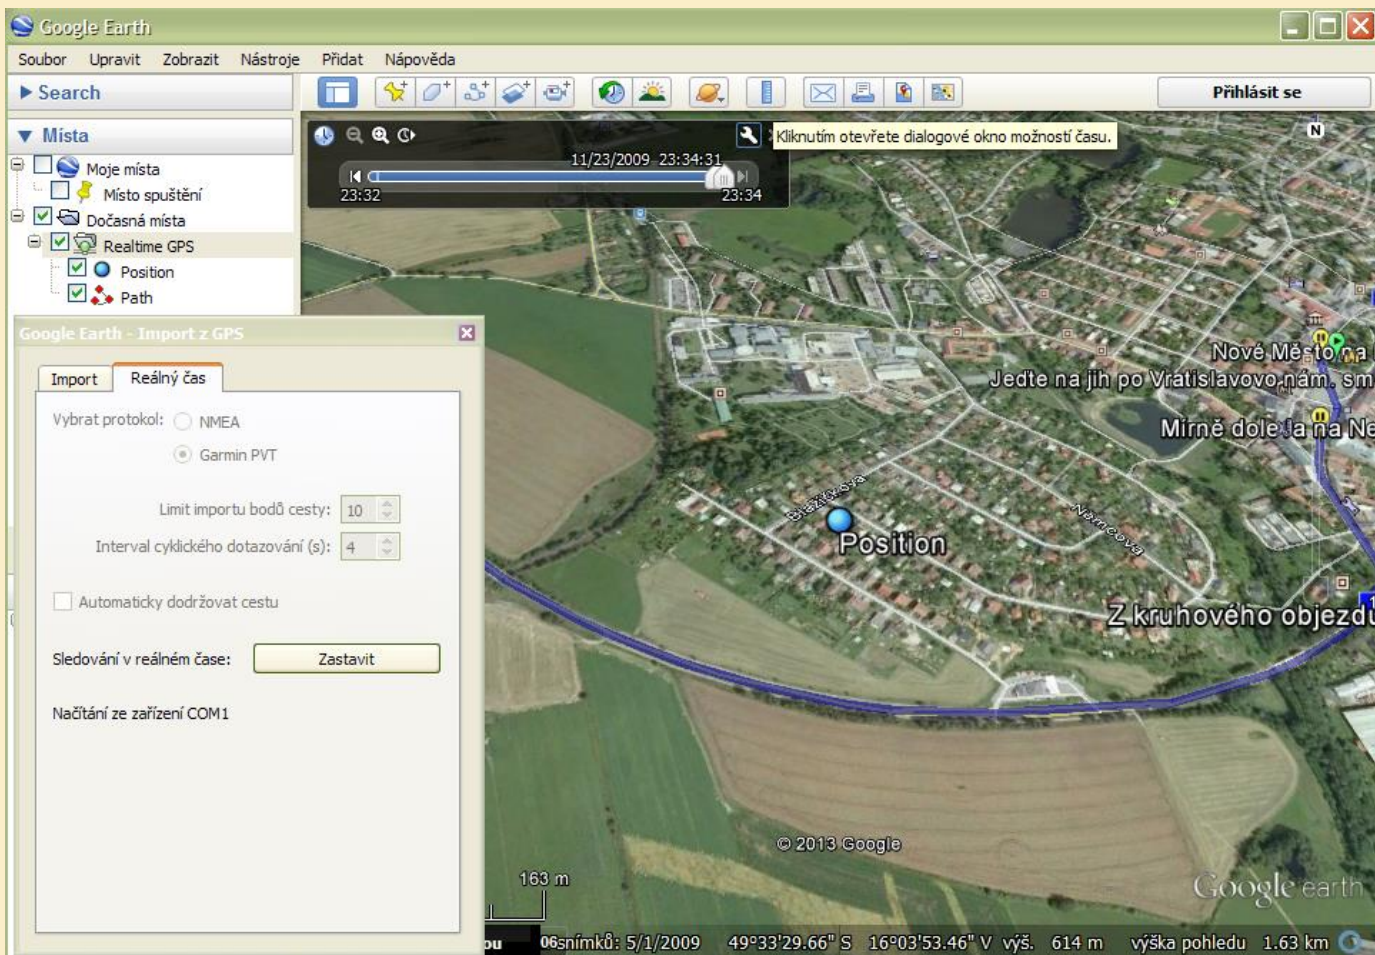 Google Earth
Soubor Upravit Zobrazit Nástroje Přidat Nápověda
Search
Přihlásit se
Místa
Kliknutím otevřete dialogové okno možností času.
N
Moje místa
11/23/2009 23:34:31
Místo spuštění
23:32 23:34
Dočasná místa
Realtime GPS
Position
Path
Google Earth - Import z GPS
Nové Město na
Import Reálný čas
Jeďte na jih po Vratislavovo nám. sm
Vybrat protokol: NMEA
Mírně doleva na Ne
Garmin PVT
Limit importu bodů cesty: 10
Němcova
Interval cyklického dotazování (s): 4
Position
Automaticky dodržovat cestu
Z kruhového objezdu
1
Sledování v reálném čase: Zastavit
Načítání ze zařízení COM1
© 2013 Google
163 m
Google earth
ou 06snímků: 5/1/2009 49°33'29.66" S 16°03'53.46" V výš. 614 m výška pohledu 1.63 km